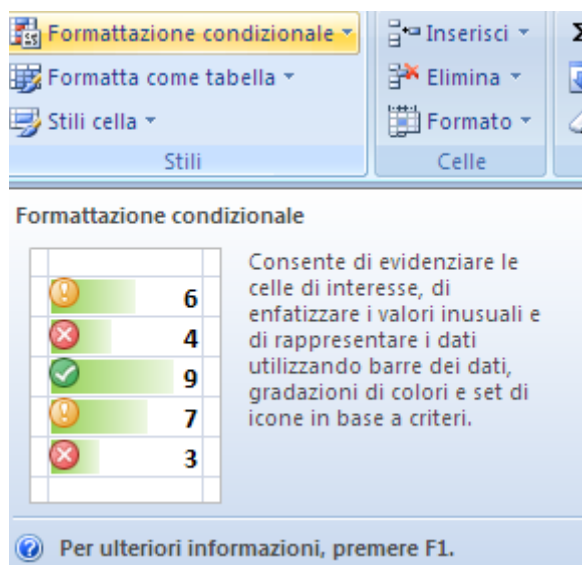 Formattazione condizionale
Inserisci
Σ
Formatta come tabella
Elimina
Stili cella
Formato
Stili
Celle
Formattazione condizionale
6
4
9
7
3
Consente di evidenziare le
celle di interesse, di
enfatizzare i valori inusuali e
di rappresentare i dati
utilizzando barre dei dati,
gradazioni di colori e set di
icone in base a criteri.
Per ulteriori informazioni, premere F1.